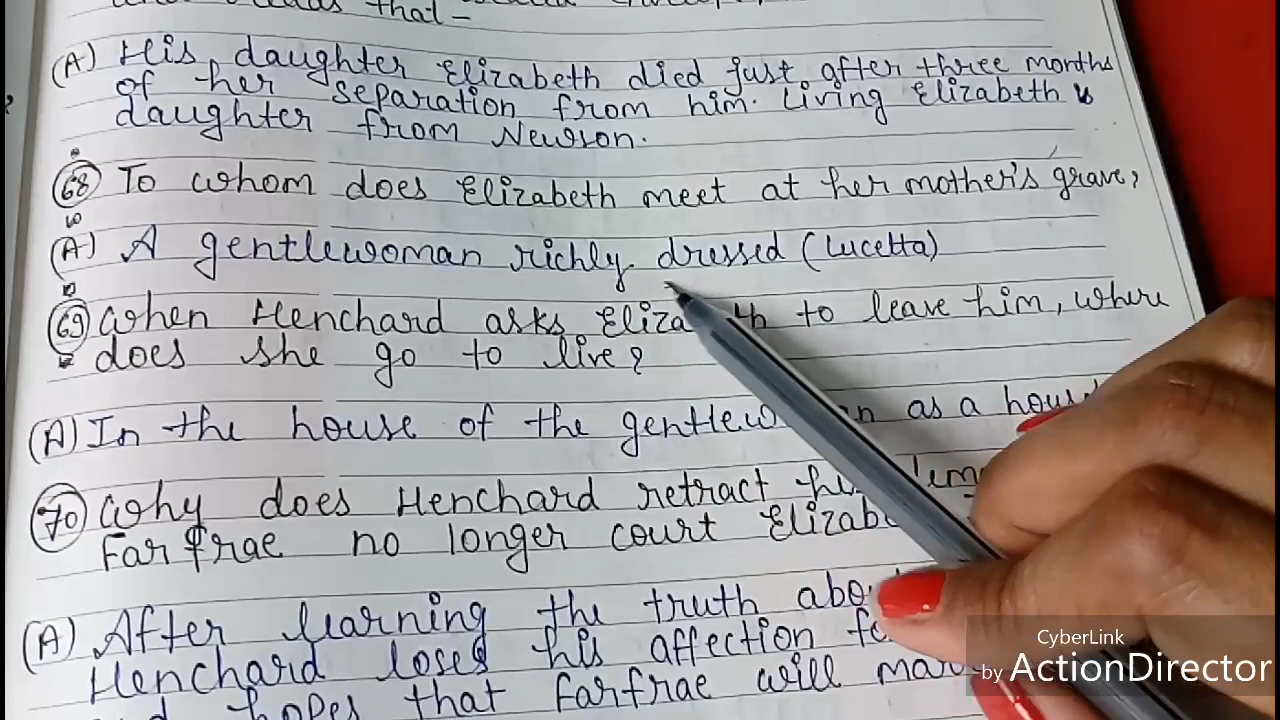 that -
(A) His daughter Elizabeth died just after three months
of her separation from him. Living Elizabeth is
daughter from Newson.
68 To whom does Elizabeth meet at her mother's grave?
(A) A gentlewoman richly dressed (Lucetta)
69 When Henchard asks Eliza th to leave him, where
does she go to live?
(A) In the house of the gentlewo n as a hous
70 Why does Henchard retract
Farfrae no longer court Elizabe
(A) After learning the truth abo
Henchard loses his affection fo
hopes that Farfrae will mar
CyberLink
by ActionDirector